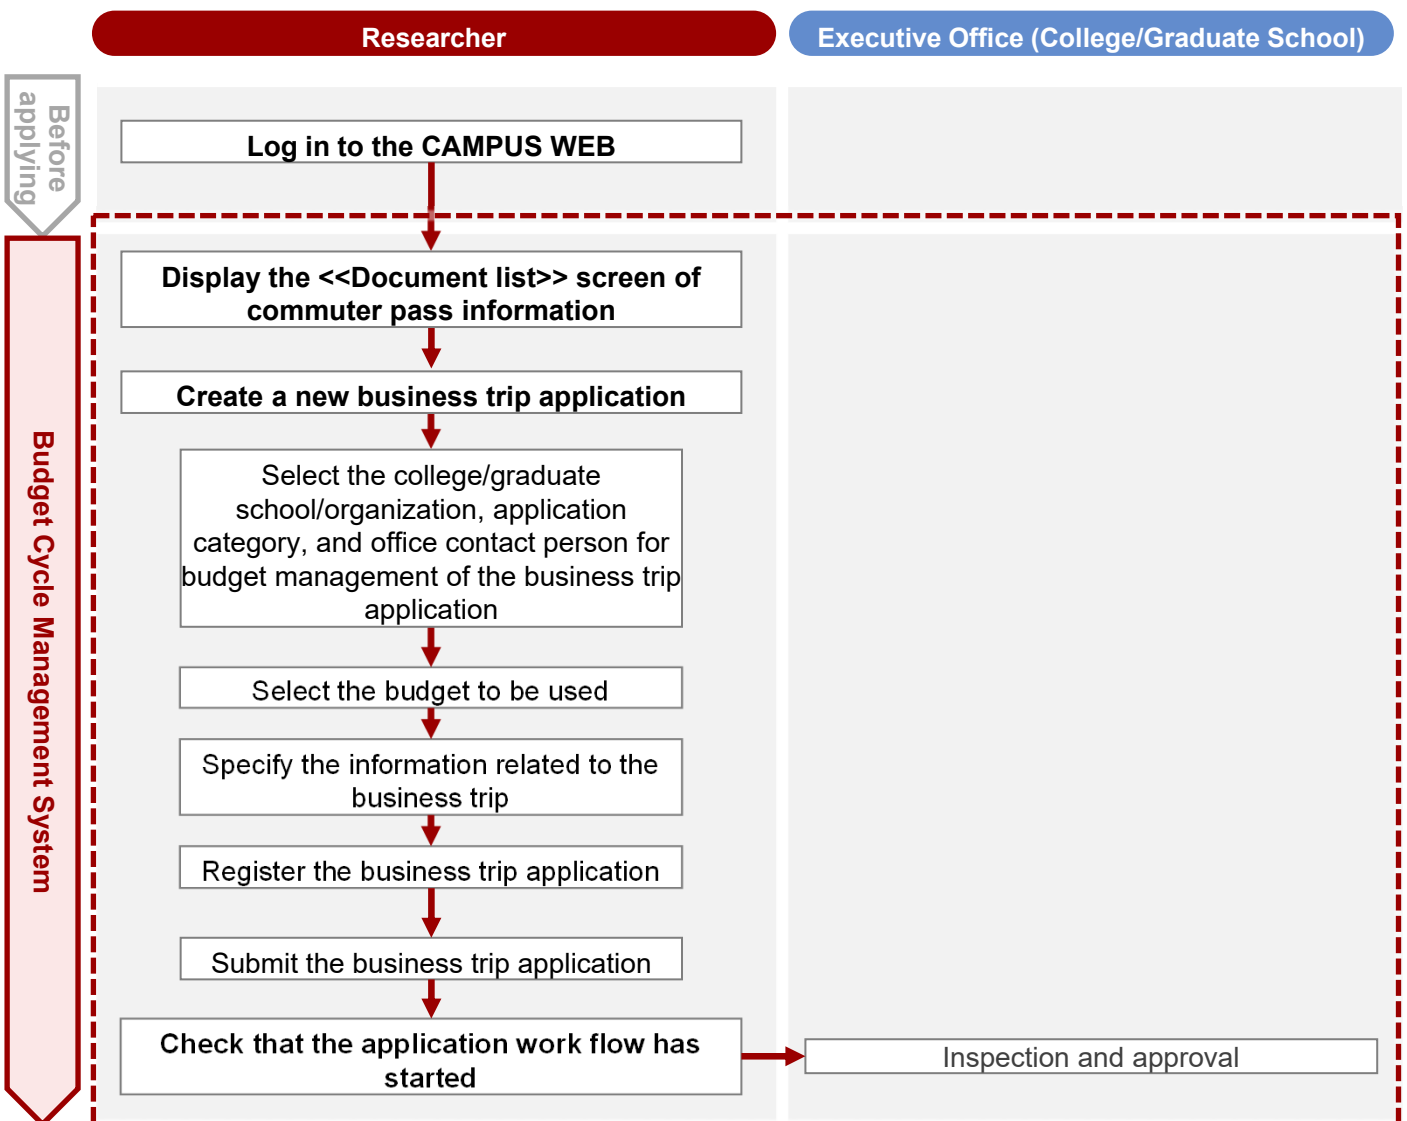 Researcher
Executive Office (College/Graduate School)
Before
applying
Log in to the CAMPUS WEB
Budget Cycle Management System
Display the <<Document list>> screen of
commuter pass information
Create a new business trip application
Select the college/graduate
school/organization, application
category, and office contact person for
budget management of the business trip
application
Select the budget to be used
Specify the information related to the
business trip
Register the business trip application
Submit the business trip application
Check that the application work flow has
started
Inspection and approval